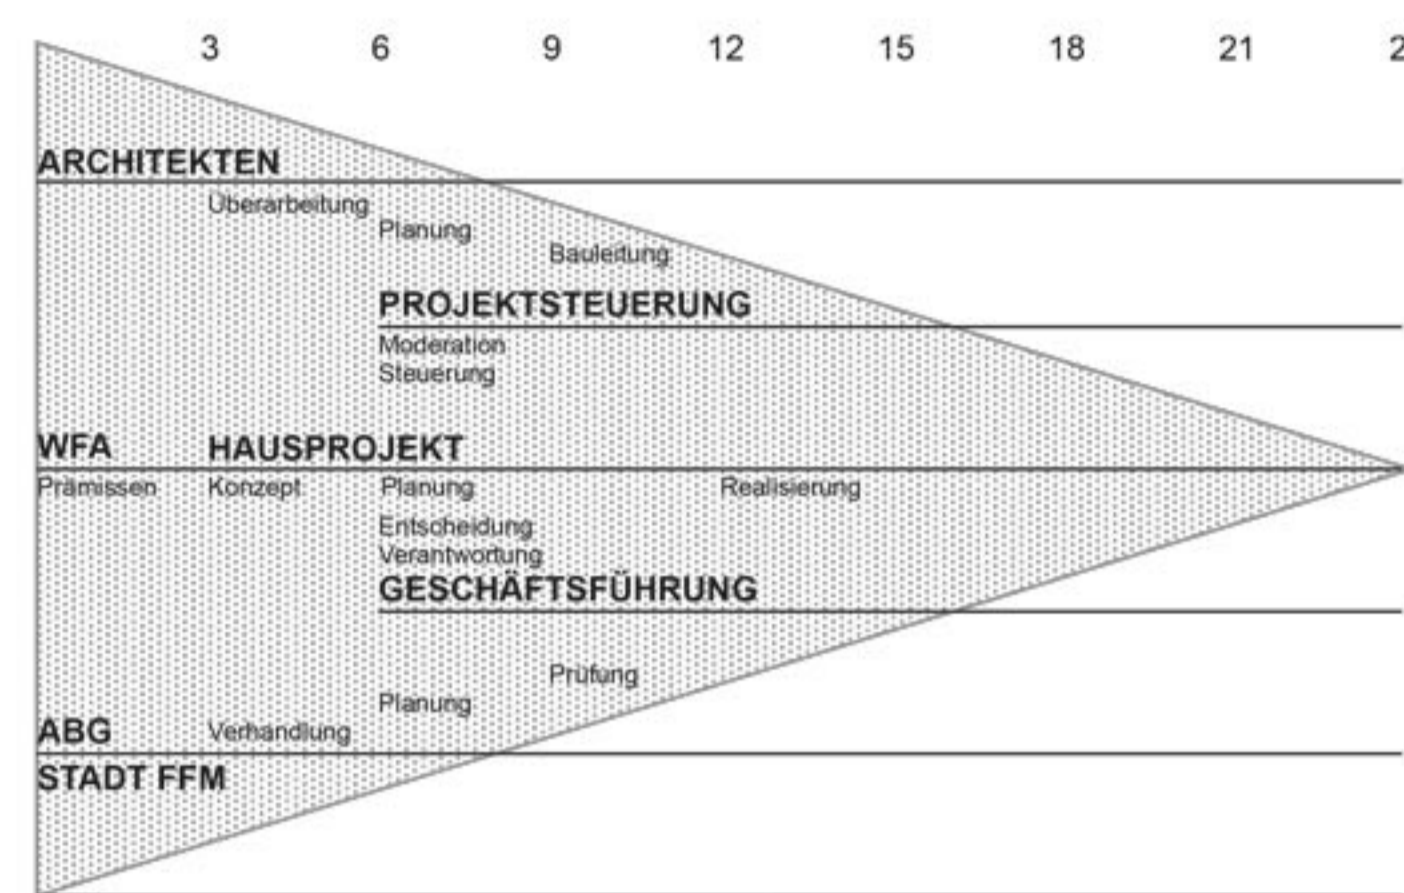 3 6 9 12 15 18 21 2
ARCHITEKTEN
Überarbeitung
Planung
Bauleitung
PROJEKTSTEUERUNG
Moderation
Steuerung
WFA HAUSPROJEKT
Prämissen Konzept Planung Realisierung
Entscheidung
Verantwortung
GESCHÄFTSFÜHRUNG
Prüfung
Planung
ABG Verhandlung
STADT FFM